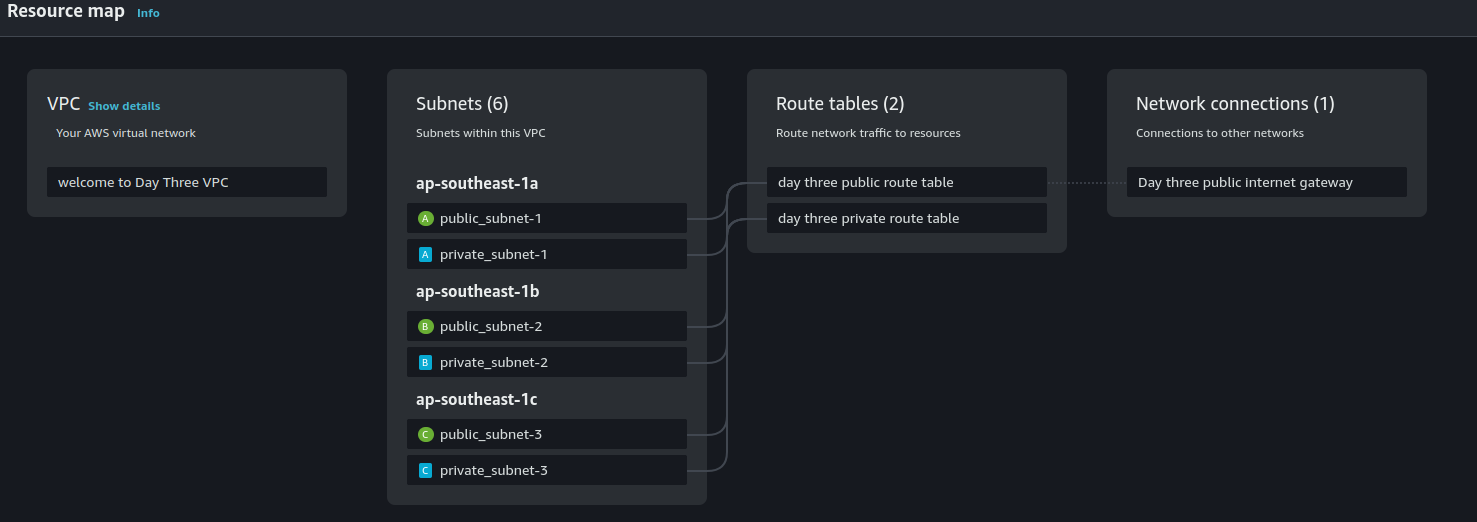 Resource map Info
VPC Show details
Your AWS virtual network
welcome to Day Three VPC
Subnets (6)
Subnets within this VPC
ap-southeast-1a
A public_subnet-1
A private_subnet-1
ap-southeast-1b
B public_subnet-2
B private_subnet-2
ap-southeast-1c
C public_subnet-3
C private_subnet-3
Route tables (2)
Route network traffic to resources
day three public route table
day three private route table
Network connections (1)
Connections to other networks
Day three public internet gateway